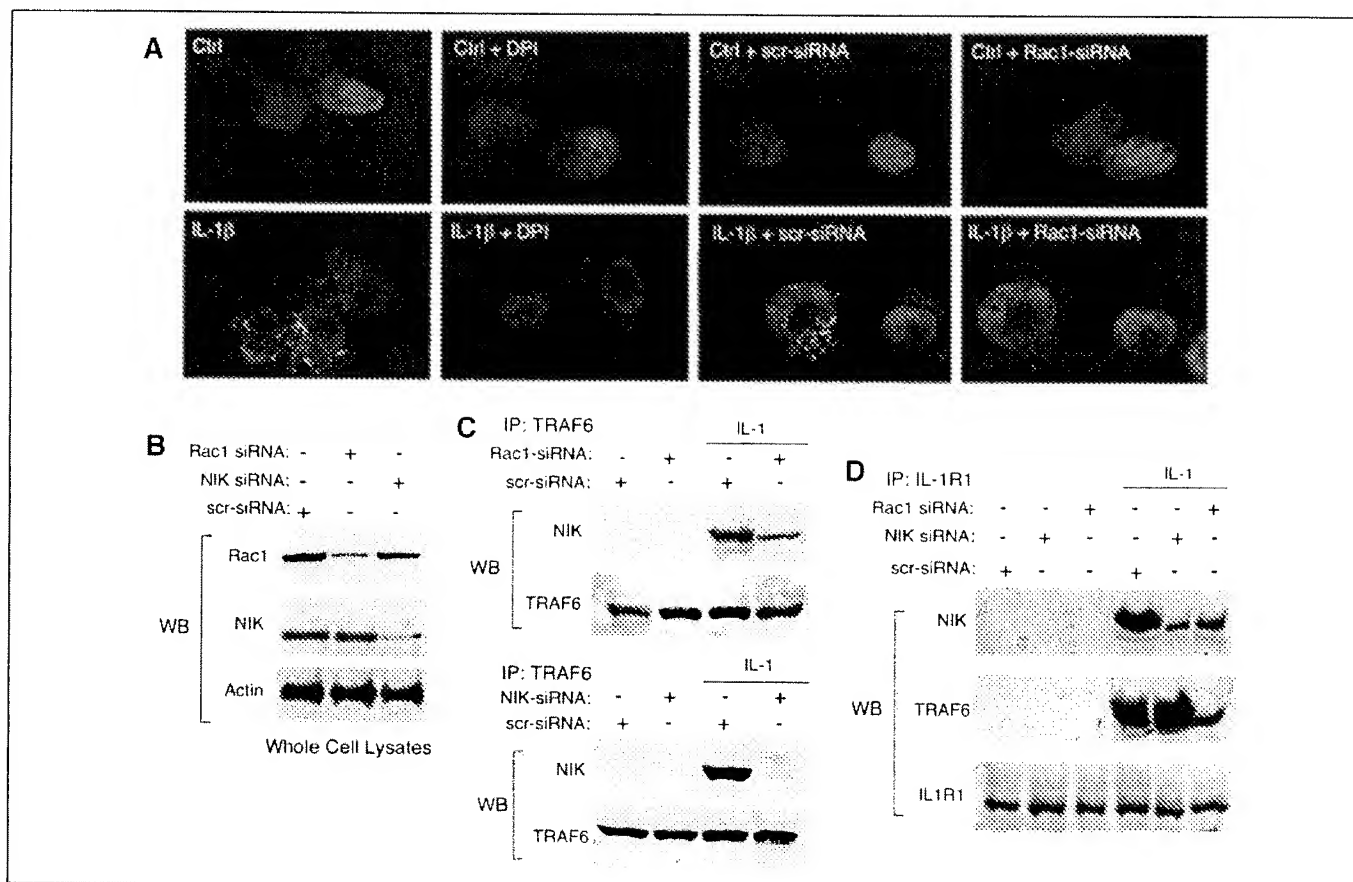 A
Ctrl
Ctrl + DPI
Ctrl + scr-siRNA
Ctrl + Rac1-siRNA
IL-1β
IL-1β + DPI
IL-1β + scr-siRNA
IL-1β + Rac1-siRNA
B
Rac1 siRNA: - + -
NIK siRNA: - - +
scr-siRNA: + - -
WB
Rac1
NIK
Actin
Whole Cell Lysates
C
IP: TRAF6
IL-1
Rac1-siRNA: - + - +
scr-siRNA: + - + -
WB
NIK
TRAF6
IP: TRAF6
IL-1
NIK-siRNA: - + - +
scr-siRNA: + - + -
WB
NIK
TRAF6
D
IP: IL-1R1
IL-1
Rac1 siRNA: - - + - - +
NIK siRNA: - + - - + -
scr-siRNA: + - - + - -
WB
NIK
TRAF6
IL1R1